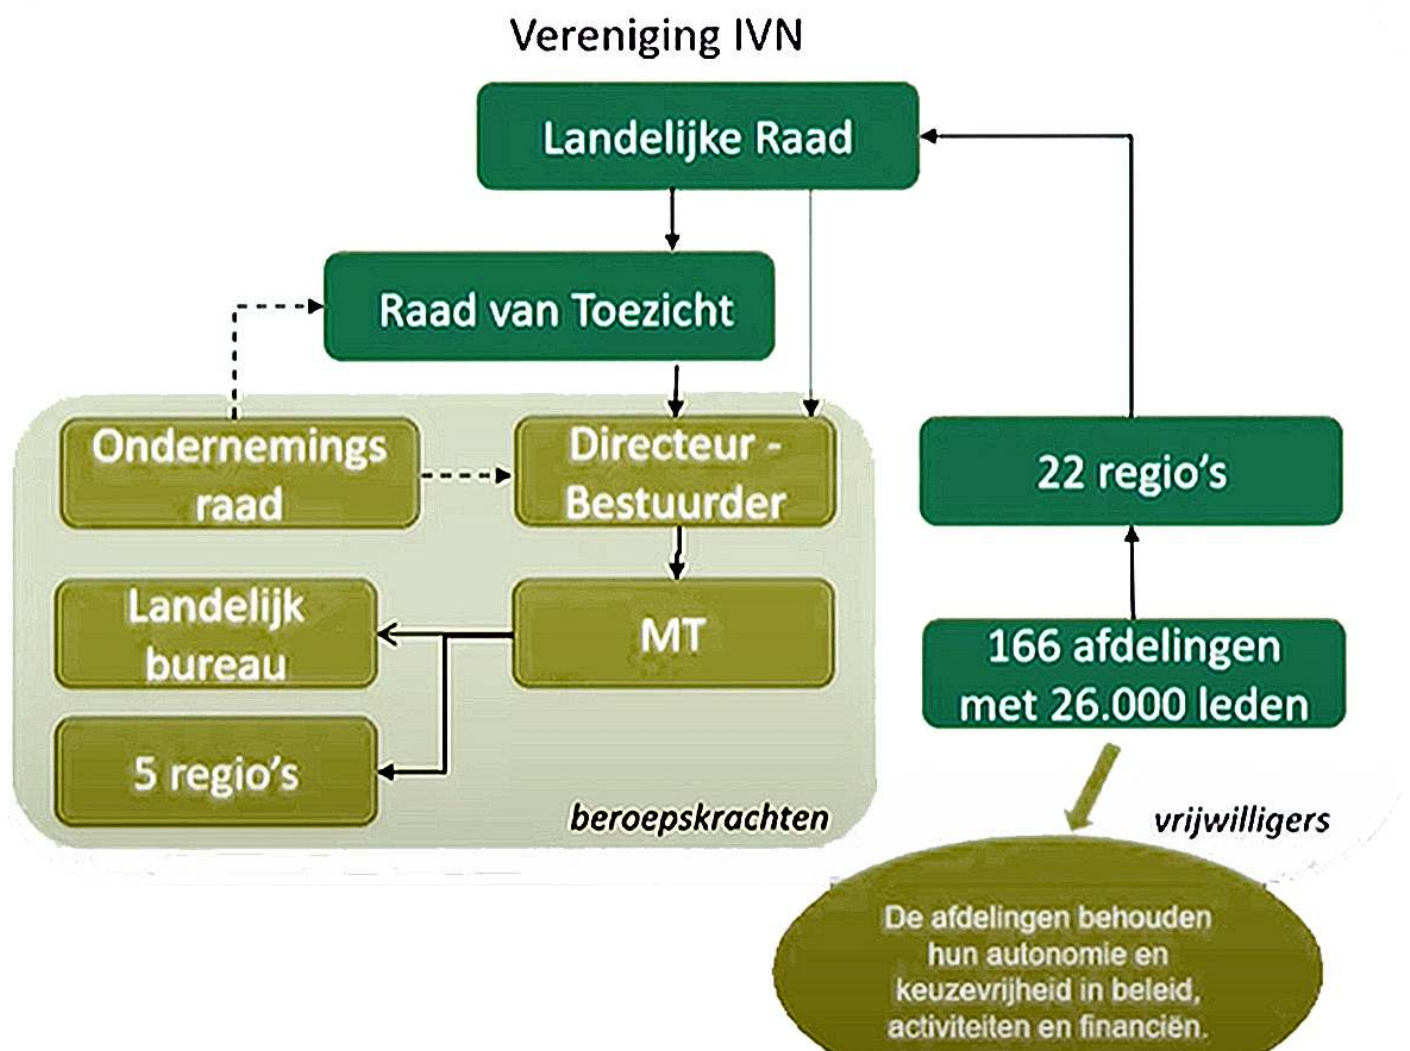 Vereniging IVN
Landelijke Raad
Raad van Toezicht
Ondernemings
raad
Directeur -
Bestuurder
22 regio's
Landelijk
bureau
MT
166 afdelingen
met 26.000 leden
5 regio's
beroepskrachten
vrijwilligers
De afdelingen behouden
hun autonomie en
keuzevrijheid in beleid,
activiteiten en financiën.